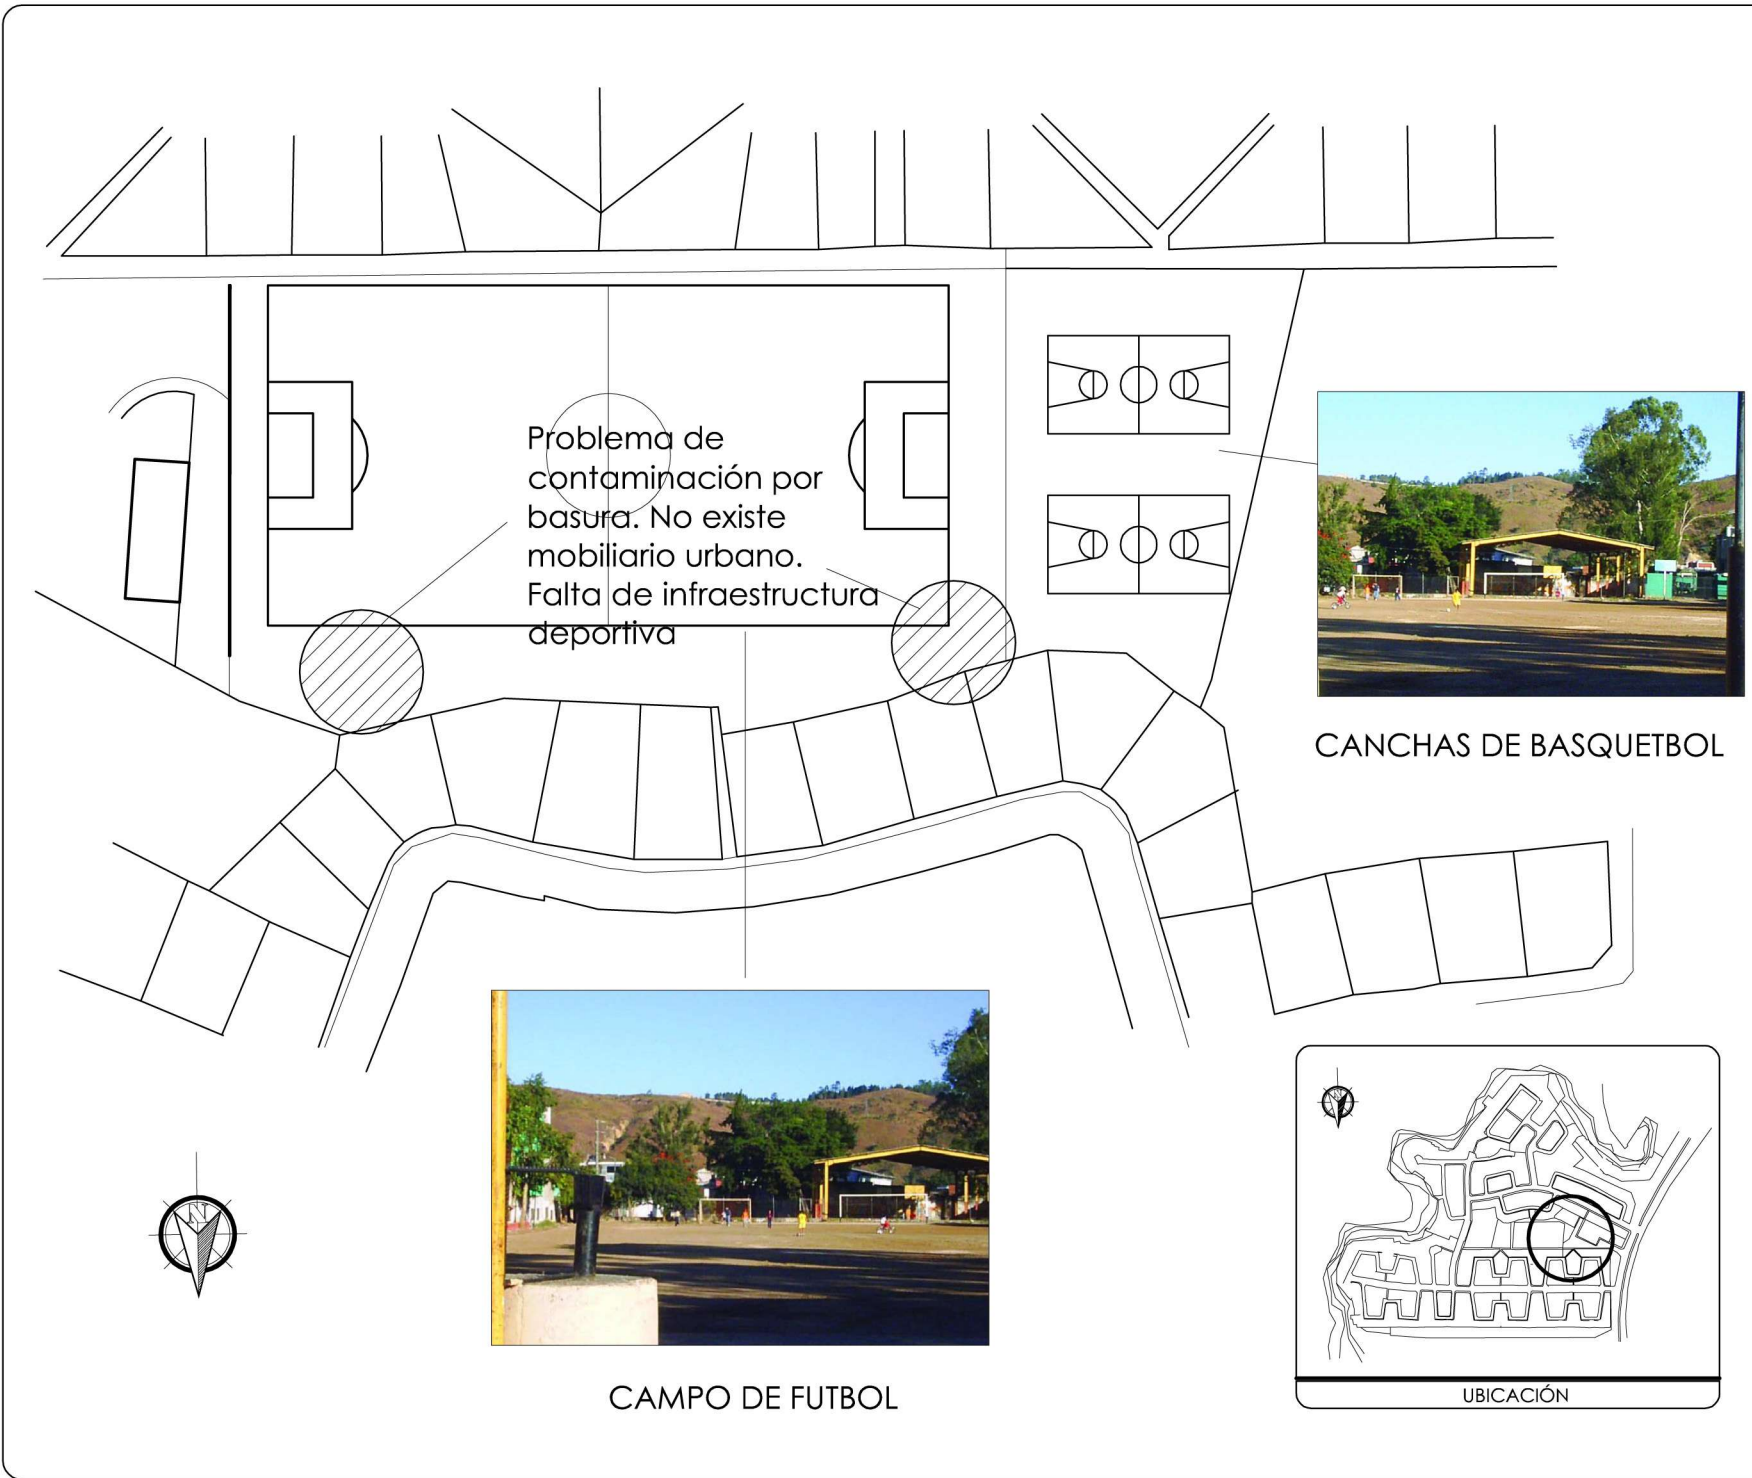 Problema de
contaminación por
basura. No existe
mobiliario urbano.
Falta de infraestructura
deportiva
CANCHAS DE BASQUETBOL
N
CAMPO DE FUTBOL
N
UBICACIÓN